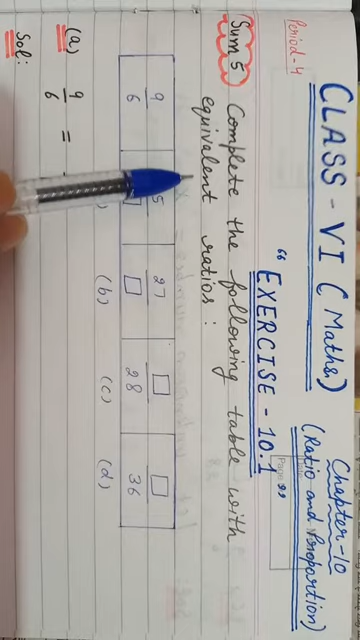 Period-4
CLASS - VI ( Maths )
Chapter-10
(Ratio and Proportion)
" EXERCISE - 10.1 "
Sum 5) Complete the following table with
equivalent ratios :
9/6 5/□ 27/□ □/28 □/36
(b) (c) (d)
(a) 9/6 =
Sol: